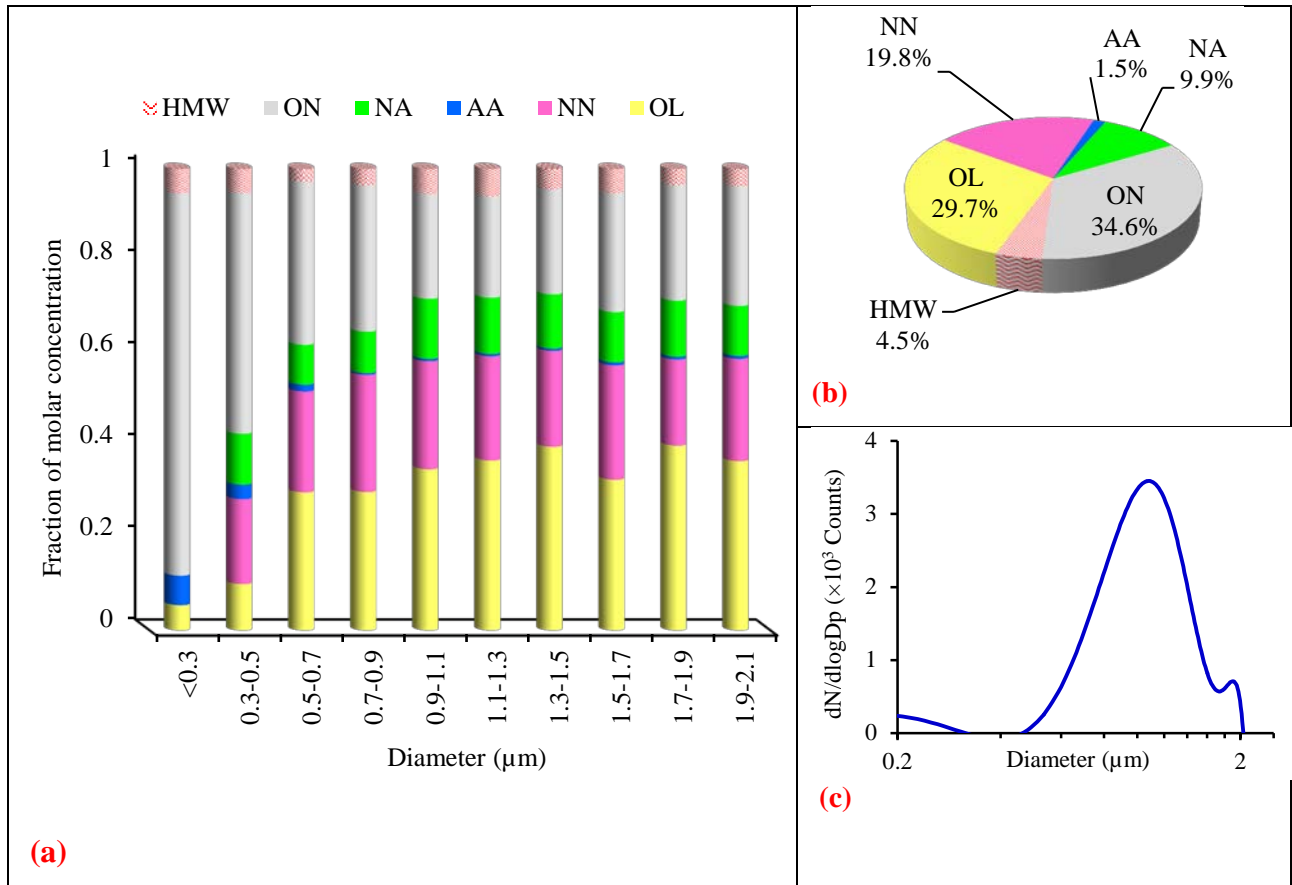 HMW ON NA AA NN OL
Fraction of molar concentration
1
0.8
0.6
0.4
0.2
0
<0.3
0.3-0.5
0.5-0.7
0.7-0.9
0.9-1.1
1.1-1.3
1.3-1.5
1.5-1.7
1.7-1.9
1.9-2.1
Diameter (µm)
(a)
NN
19.8%
AA
1.5%
NA
9.9%
OL
29.7%
ON
34.6%
HMW
4.5%
(b)
dN/dlogDp (×10³ Counts)
4
3
2
1
0
0.2
Diameter (µm)
2
(c)